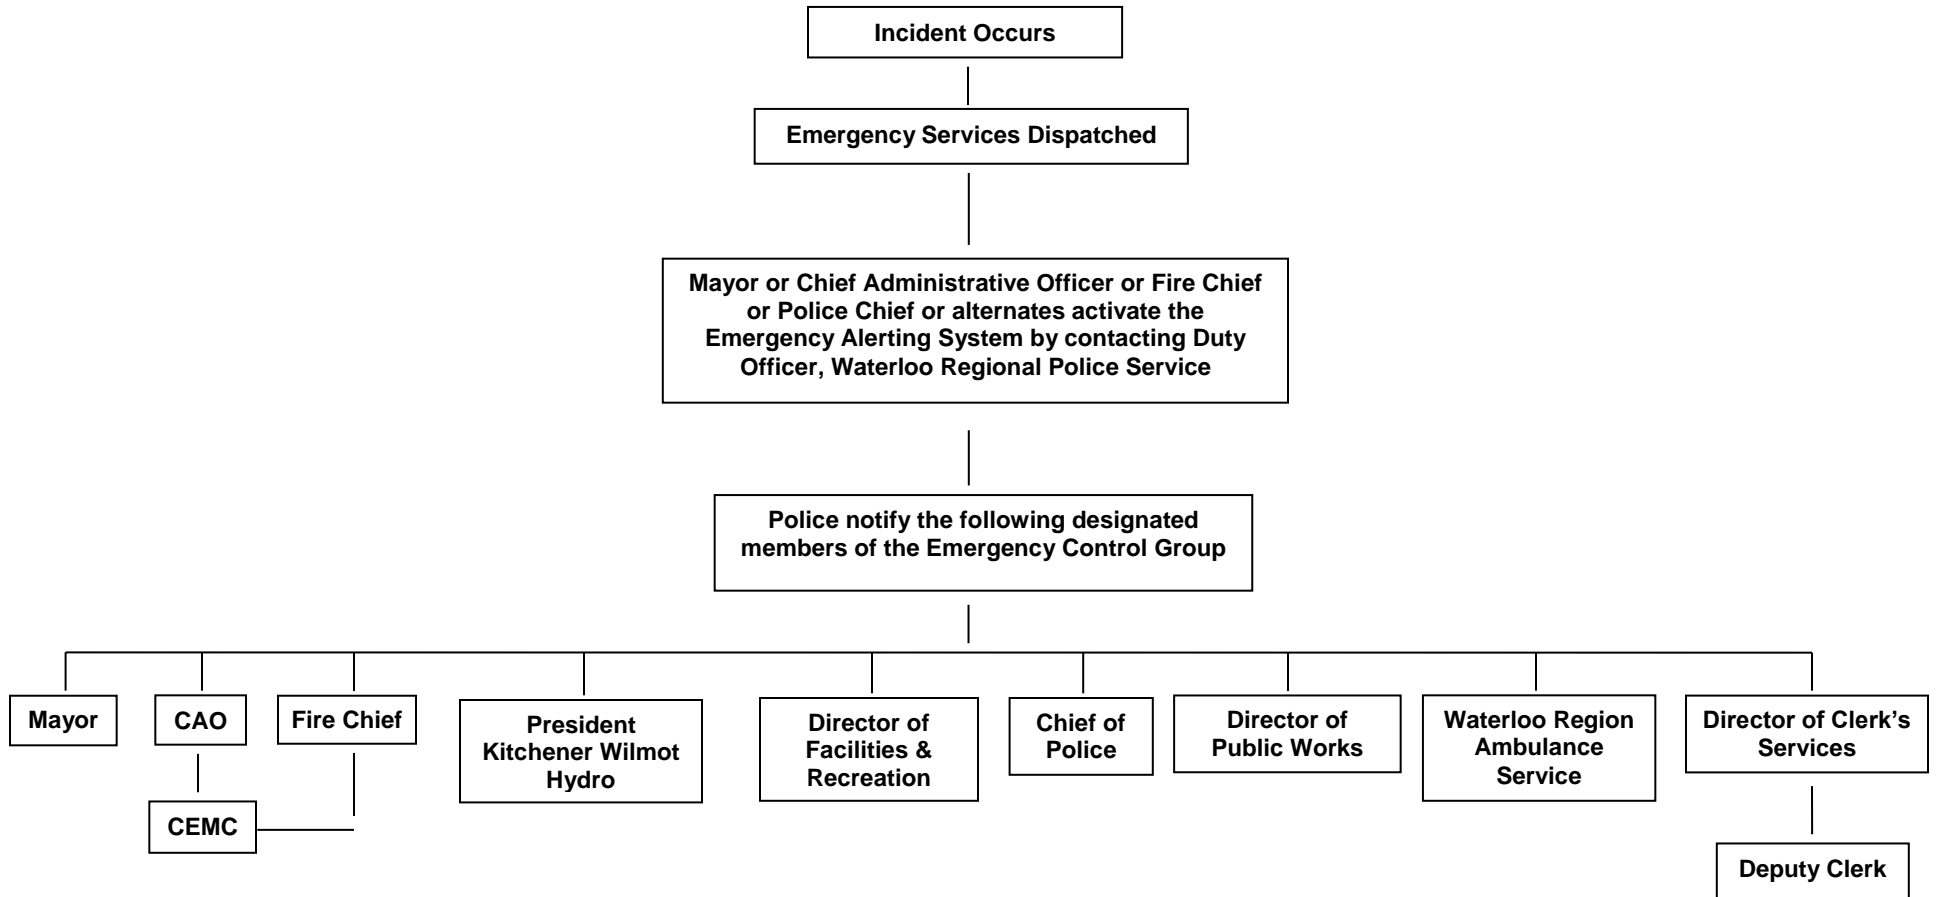 Incident Occurs
Emergency Services Dispatched
Mayor or Chief Administrative Officer or Fire Chief
or Police Chief or alternates activate the
Emergency Alerting System by contacting Duty
Officer, Waterloo Regional Police Service
Police notify the following designated
members of the Emergency Control Group
Mayor
CAO
Fire Chief
President
Kitchener Wilmot
Hydro
Director of
Facilities &
Recreation
Chief of
Police
Director of
Public Works
Waterloo Region
Ambulance
Service
Director of Clerk’s
Services
CEMC
Deputy Clerk